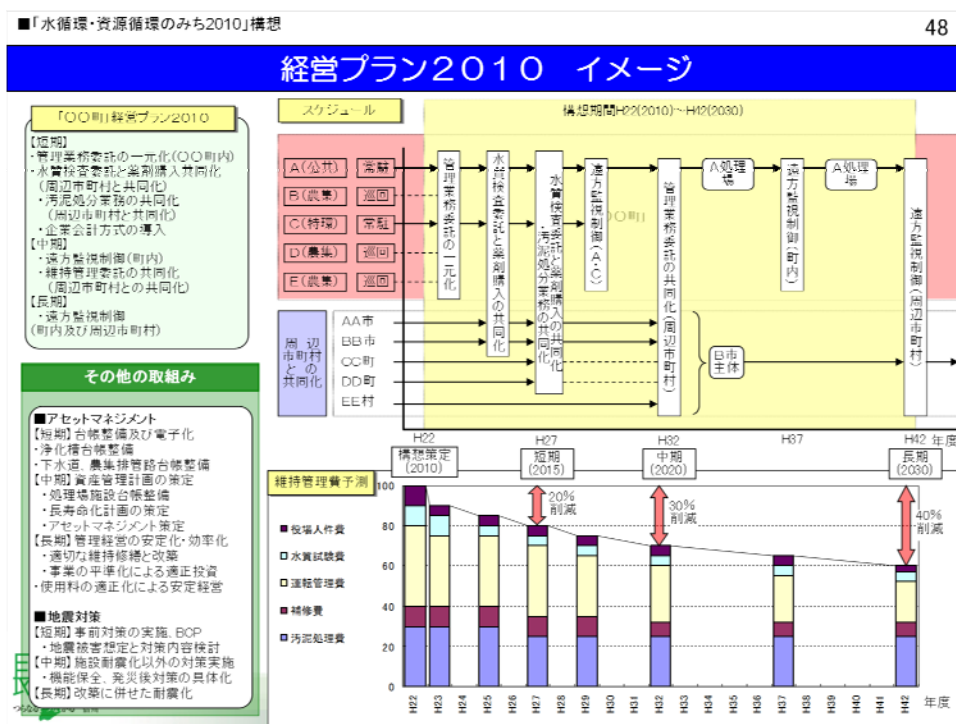 ■「水循環・資源循環のみち2010」構想
48
経営プラン２０１０　イメージ
「〇〇町」経営プラン2010
【短期】
・管理業務委託の一元化(〇〇町内)
・水質検査委託と薬剤購入共同化
(周辺市町村と共同化)
・汚泥処分業務の共同化
(周辺市町村と共同化)
・企業会計方式の導入
【中期】
・遠方監視制御(町内)
・維持管理委託の共同化
(周辺市町村との共同化)
【長期】
・遠方監視制御
(町内及び周辺市町村)
その他の取組み
■アセットマネジメント
【短期】台帳整備及び電子化
・浄化槽台帳整備
・下水道、農集排管路台帳整備
【中期】資産管理計画の策定
・処理場施設台帳整備
・長寿命化計画の策定
・アセットマネジメント策定
【長期】管理経営の安定化・効率化
・適切な維持修繕と改築
・事業の平準化による適正投資
・使用料の適正化による安定経営
■地震対策
【短期】事前対策の実施、BCP
・地震被害想定と対策内容検討
【中期】施設耐震化以外の対策実施
・機能保全、発災後対策の具体化
【長期】改築に併せた耐震化
長
スケジュール
構想期間H22(2010)～H42(2030)
A(公共) 常駐
B(農集) 巡回
C(特環) 常駐
D(農集) 巡回
E(農集) 巡回
管理業務委託の一元化
水質検査委託と薬剤購入の共同化
水質検査委託と薬剤購入の共同化
・汚泥処分業務の共同化
遠方監視制御(A・C)
〇〇町」
管理業務委託の共同化(周辺市町村)
A処理場
遠方監視制御(町内)
A処理場
遠方監視制御(周辺市町村)
周辺市町村との共同化
AA市
BB市
CC町
DD町
EE村
B市主体
H22 H27 H32 H37 H42 年度
構想策定(2010)
短期(2015)
中期(2020)
長期(2030)
維持管理費予測
20%削減
30%削減
40%削減
■役場人件費
■水質試験費
■運転管理費
■補修費
■汚泥処理費
100
80
60
40
20
0
H22 H23 H24 H25 H26 H27 H28 H29 H30 H31 H32 H33 H34 H35 H36 H37 H38 H39 H40 H41 H42 年度